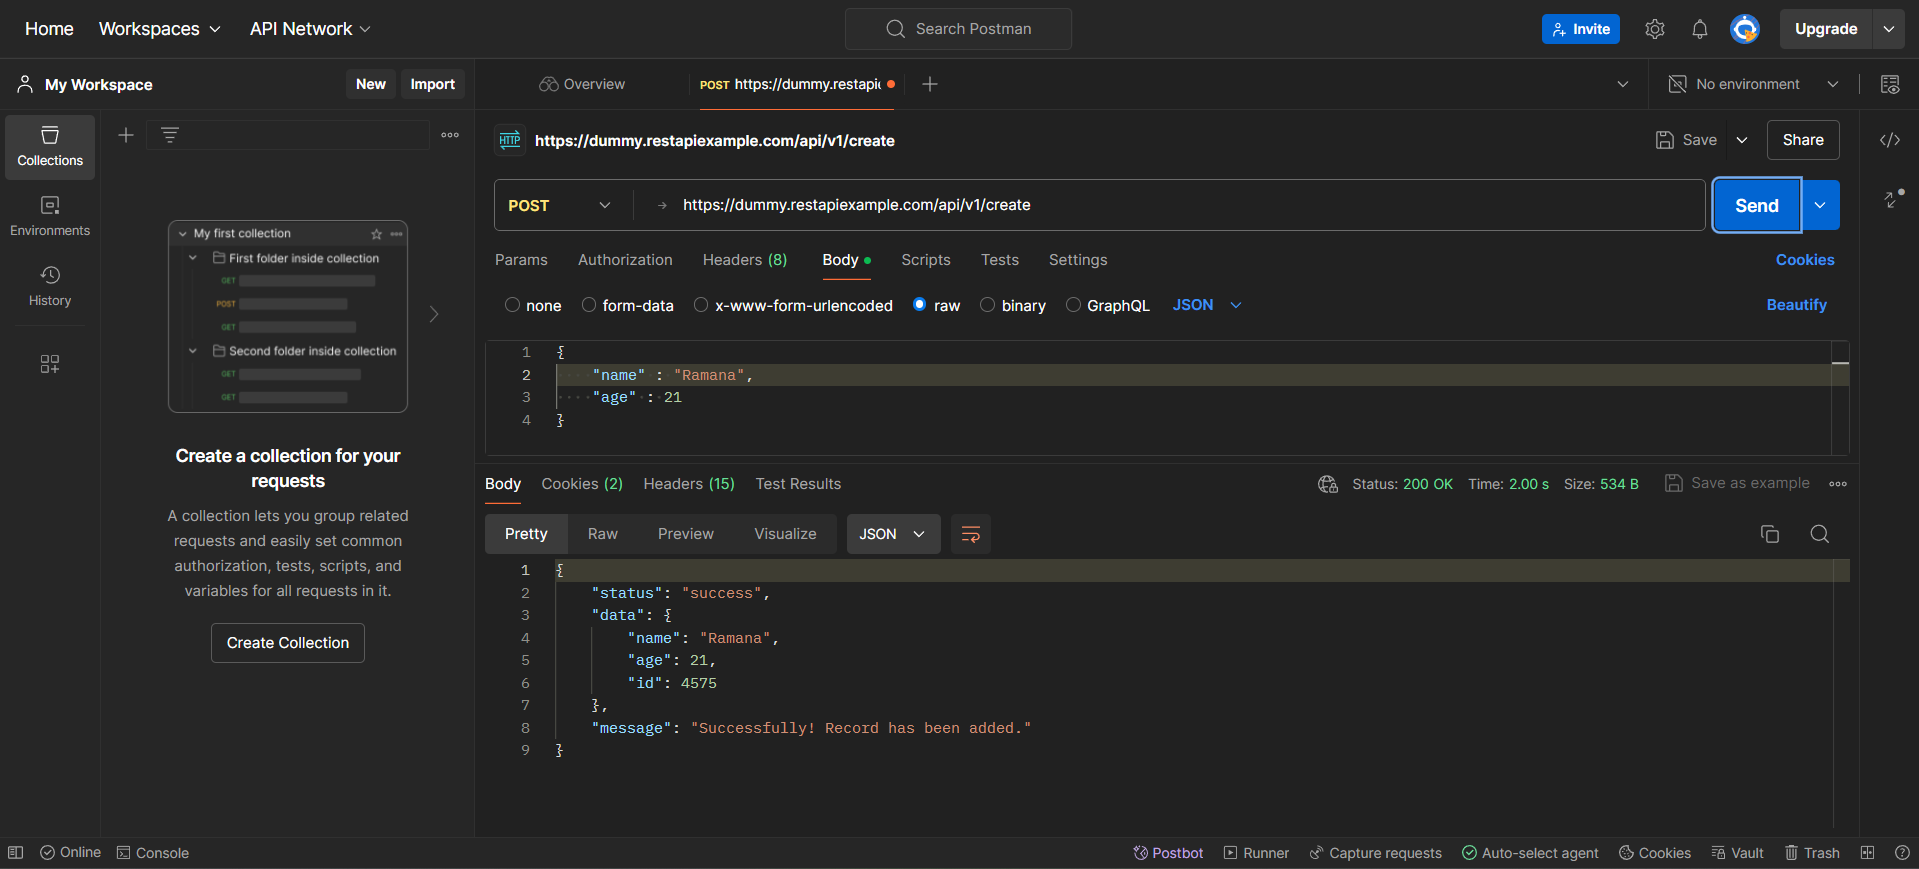 Home Workspaces API Network Search Postman Invite Upgrade
My Workspace New Import Overview POST https://dummy.restapi No environment
Collections
Environments
History
My first collection
First folder inside collection
GET
POST
GET
Second folder inside collection
GET
GET
Create a collection for your
requests
A collection lets you group related
requests and easily set common
authorization, tests, scripts, and
variables for all requests in it.
Create Collection
HTTP https://dummy.restapiexample.com/api/v1/create Save Share
POST https://dummy.restapiexample.com/api/v1/create Send
Params Authorization Headers (8) Body Scripts Tests Settings Cookies
none form-data x-www-form-urlencoded raw binary GraphQL JSON Beautify
1 {
2 "name" : "Ramana",
3 "age" : 21
4 }
Body Cookies (2) Headers (15) Test Results Status: 200 OK Time: 2.00 s Size: 534 B Save as example
Pretty Raw Preview Visualize JSON
1 {
2 "status": "success",
3 "data": {
4 "name": "Ramana",
5 "age": 21,
6 "id": 4575
7 },
8 "message": "Successfully! Record has been added."
9 }
Online Console Postbot Runner Capture requests Auto-select agent Cookies Vault Trash